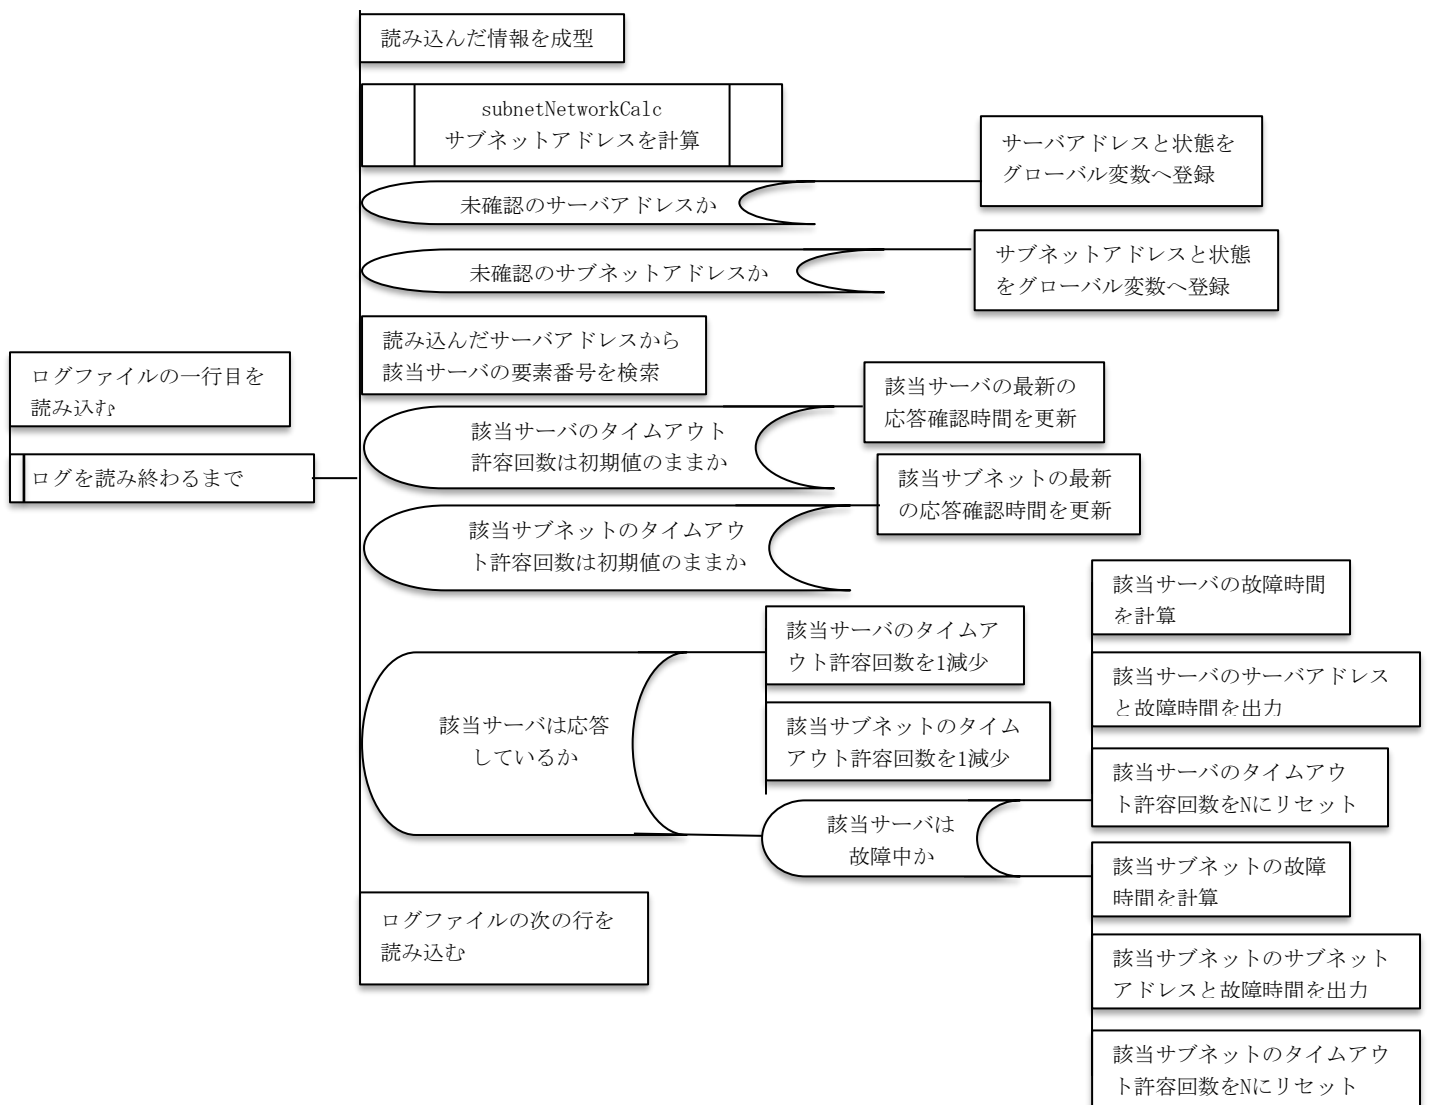 ログファイルの一行目を
読み込む
ログを読み終わるまで
読み込んだ情報を成型
subnetNetworkCalc
サブネットアドレスを計算
未確認のサーバアドレスか
サーバアドレスと状態を
グローバル変数へ登録
未確認のサブネットアドレスか
サブネットアドレスと状態
をグローバル変数へ登録
読み込んだサーバアドレスから
該当サーバの要素番号を検索
該当サーバのタイムアウト
許容回数は初期値のままか
該当サーバの最新の
応答確認時間を更新
該当サブネットのタイムアウ
ト許容回数は初期値のままか
該当サブネットの最新
の応答確認時間を更新
該当サーバは応答
しているか
該当サーバのタイムア
ウト許容回数を1減少
該当サブネットのタイム
アウト許容回数を1減少
該当サーバは
故障中か
該当サーバの故障時間
を計算
該当サーバのサーバアドレス
と故障時間を出力
該当サーバのタイムアウ
ト許容回数をNにリセット
該当サブネットの故障
時間を計算
該当サブネットのサブネット
アドレスと故障時間を出力
該当サブネットのタイムアウ
ト許容回数をNにリセット
ログファイルの次の行を
読み込む